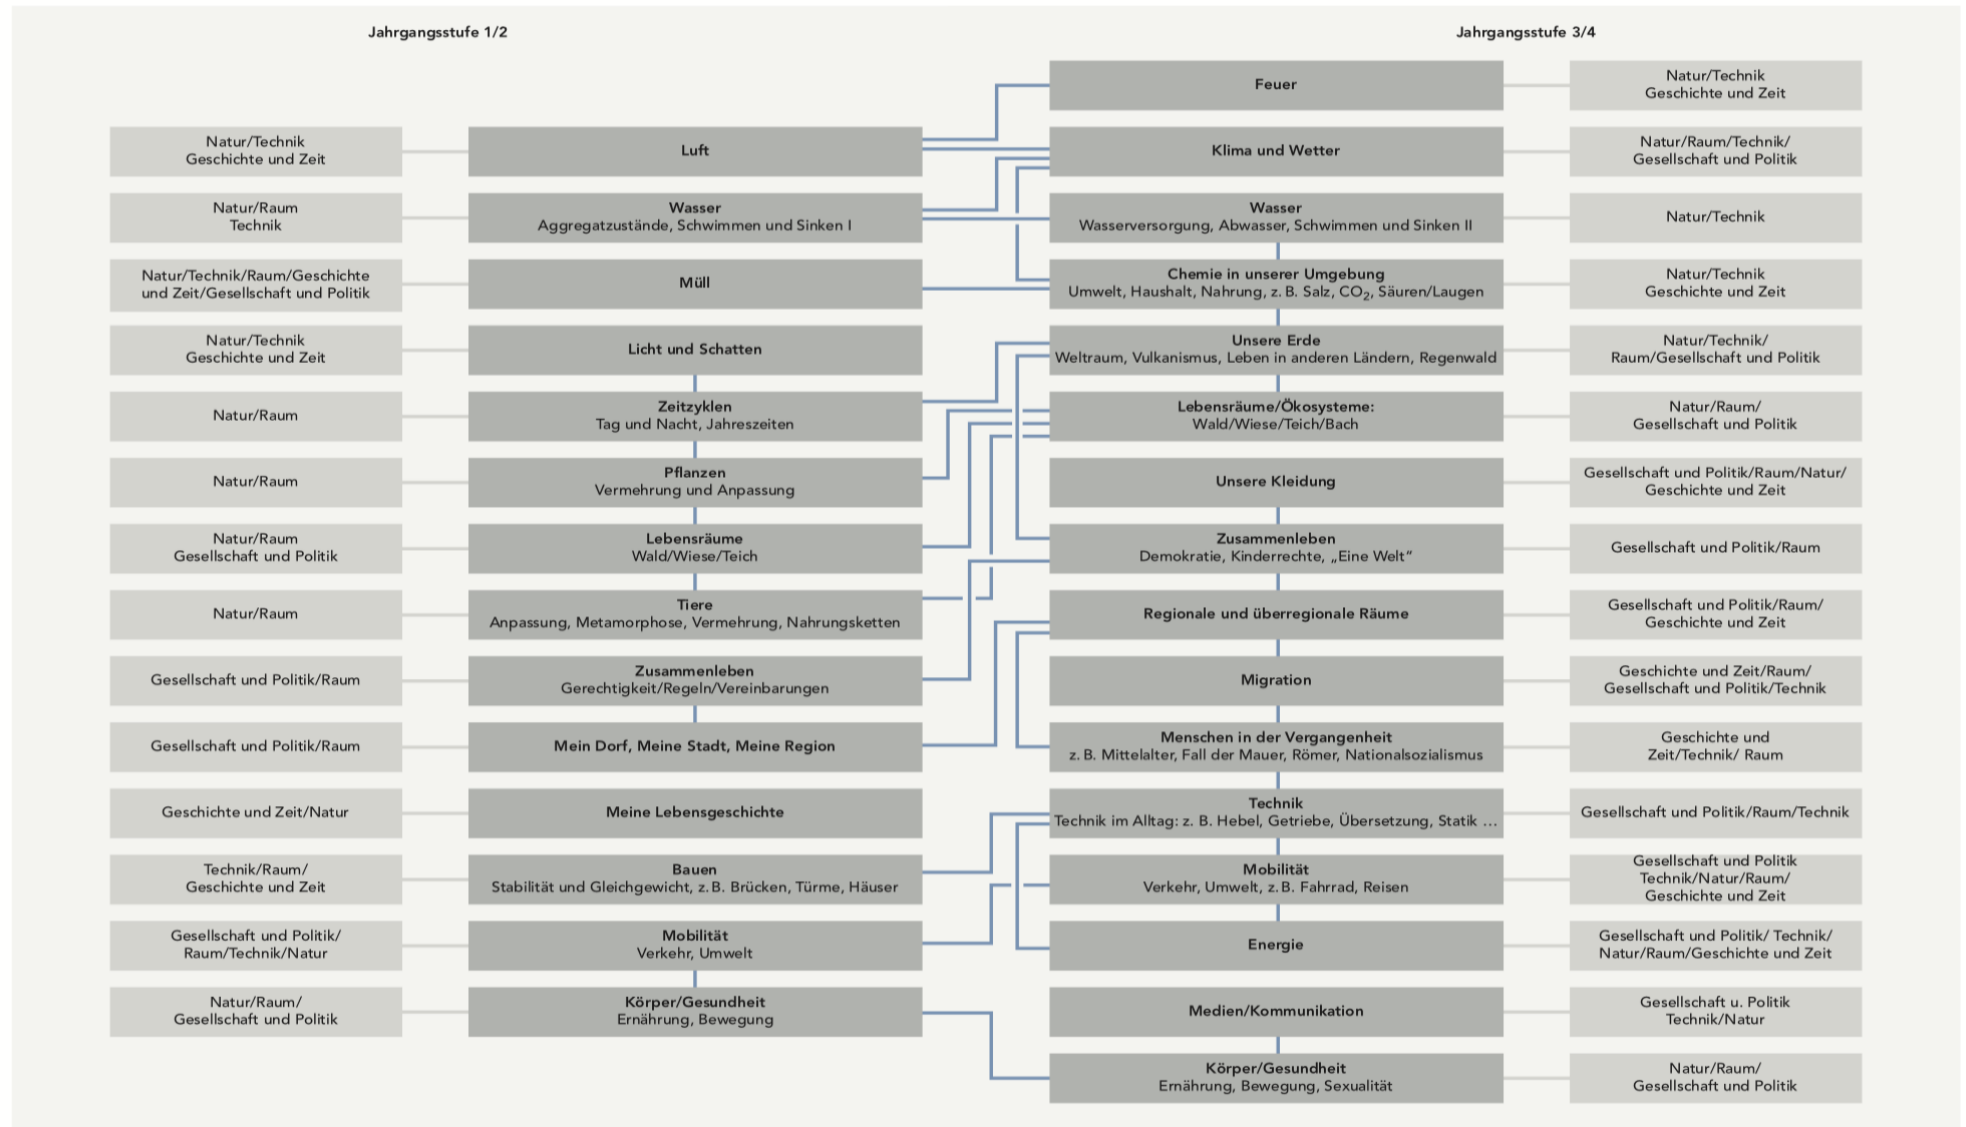 Jahrgangsstufe 1/2
Natur/Technik
Geschichte und Zeit
Luft
Natur/Raum
Technik
Wasser
Aggregatzustände, Schwimmen und Sinken I
Natur/Technik/Raum/Geschichte
und Zeit/Gesellschaft und Politik
Müll
Natur/Technik
Geschichte und Zeit
Licht und Schatten
Natur/Raum
Zeitzyklen
Tag und Nacht, Jahreszeiten
Natur/Raum
Pflanzen
Vermehrung und Anpassung
Natur/Raum
Gesellschaft und Politik
Lebensräume
Wald/Wiese/Teich
Natur/Raum
Tiere
Anpassung, Metamorphose, Vermehrung, Nahrungsketten
Gesellschaft und Politik/Raum
Zusammenleben
Gerechtigkeit/Regeln/Vereinbarungen
Gesellschaft und Politik/Raum
Mein Dorf, Meine Stadt, Meine Region
Geschichte und Zeit/Natur
Meine Lebensgeschichte
Technik/Raum/
Geschichte und Zeit
Bauen
Stabilität und Gleichgewicht, z. B. Brücken, Türme, Häuser
Gesellschaft und Politik/
Raum/Technik/Natur
Mobilität
Verkehr, Umwelt
Natur/Raum/
Gesellschaft und Politik
Körper/Gesundheit
Ernährung, Bewegung
Jahrgangsstufe 3/4
Feuer
Natur/Technik
Geschichte und Zeit
Klima und Wetter
Natur/Raum/Technik/
Gesellschaft und Politik
Wasser
Wasserversorgung, Abwasser, Schwimmen und Sinken II
Natur/Technik
Chemie in unserer Umgebung
Umwelt, Haushalt, Nahrung, z. B. Salz, CO₂, Säuren/Laugen
Natur/Technik
Geschichte und Zeit
Unsere Erde
Weltraum, Vulkanismus, Leben in anderen Ländern, Regenwald
Natur/Technik/
Raum/Gesellschaft und Politik
Lebensräume/Ökosysteme:
Wald/Wiese/Teich/Bach
Natur/Raum/
Gesellschaft und Politik
Unsere Kleidung
Gesellschaft und Politik/Raum/Natur/
Geschichte und Zeit
Zusammenleben
Demokratie, Kinderrechte, „Eine Welt“
Gesellschaft und Politik/Raum
Regionale und überregionale Räume
Gesellschaft und Politik/Raum/
Geschichte und Zeit
Migration
Geschichte und Zeit/Raum/
Gesellschaft und Politik/Technik
Menschen in der Vergangenheit
z. B. Mittelalter, Fall der Mauer, Römer, Nationalsozialismus
Geschichte und
Zeit/Technik/ Raum
Technik
Technik im Alltag: z. B. Hebel, Getriebe, Übersetzung, Statik …
Gesellschaft und Politik/Raum/Technik
Mobilität
Verkehr, Umwelt, z. B. Fahrrad, Reisen
Gesellschaft und Politik
Technik/Natur/Raum/
Geschichte und Zeit
Energie
Gesellschaft und Politik/ Technik/
Natur/Raum/Geschichte und Zeit
Medien/Kommunikation
Gesellschaft u. Politik
Technik/Natur
Körper/Gesundheit
Ernährung, Bewegung, Sexualität
Natur/Raum/
Gesellschaft und Politik